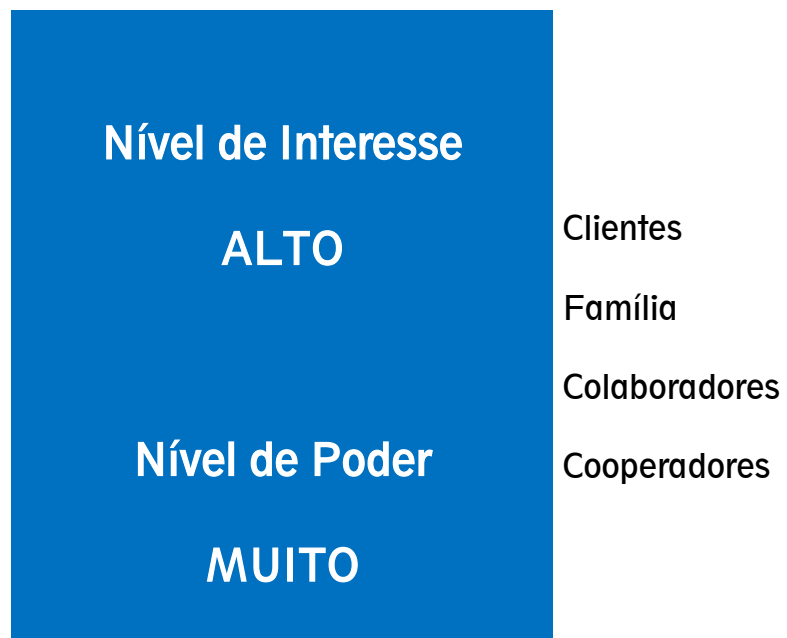 Nível de Interesse
ALTO
Nível de Poder
MUITO
Clientes
Família
Colaboradores
Cooperadores